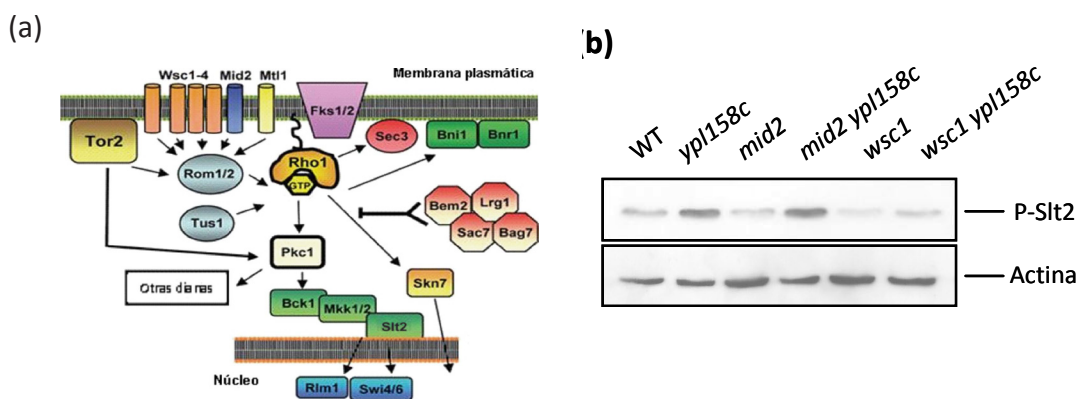 (a)
Wsc1-4 Mid2 Mtl1
Membrana plasmática
Fks1/2
Tor2
Sec3
Bni1 Bnr1
Rho1
GTP
Rom1/2
Bem2 Lrg1
Tus1
Sac7 Bag7
Pkc1
Otras dianas
Skn7
Bck1
Mkk1/2
Slt2
Núcleo
Rlm1 Swi4/6
(b)
WT ypl158c mid2 mid2 ypl158c wsc1 wsc1 ypl158c
P-Slt2
Actina